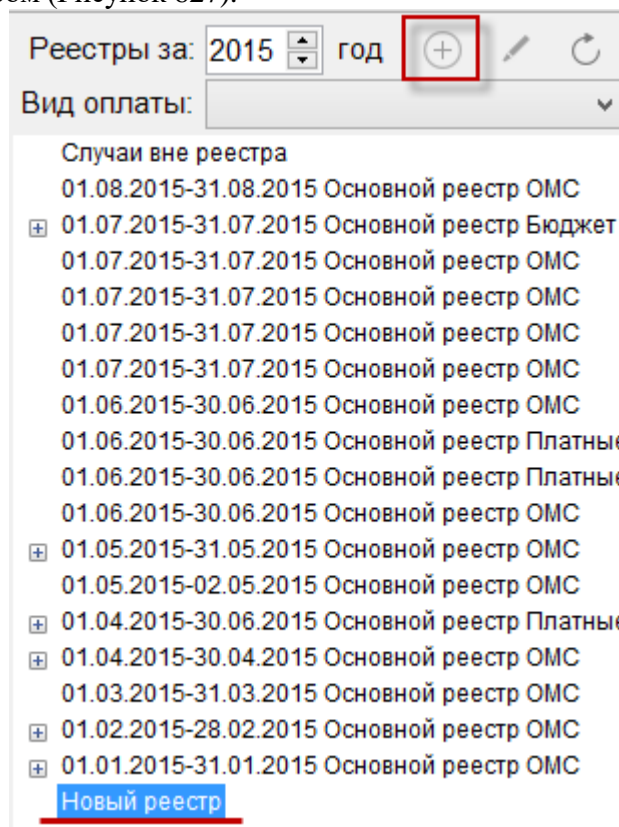 (Рисунок 827).
Реестры за: 2015 год
Вид оплаты:
Случаи вне реестра
01.08.2015-31.08.2015 Основной реестр ОМС
01.07.2015-31.07.2015 Основной реестр Бюджет
01.07.2015-31.07.2015 Основной реестр ОМС
01.07.2015-31.07.2015 Основной реестр ОМС
01.07.2015-31.07.2015 Основной реестр ОМС
01.07.2015-31.07.2015 Основной реестр ОМС
01.06.2015-30.06.2015 Основной реестр ОМС
01.06.2015-30.06.2015 Основной реестр Платные
01.06.2015-30.06.2015 Основной реестр Платные
01.06.2015-30.06.2015 Основной реестр ОМС
01.05.2015-31.05.2015 Основной реестр ОМС
01.05.2015-02.05.2015 Основной реестр ОМС
01.04.2015-30.06.2015 Основной реестр Платные
01.04.2015-30.04.2015 Основной реестр ОМС
01.03.2015-31.03.2015 Основной реестр ОМС
01.02.2015-28.02.2015 Основной реестр ОМС
01.01.2015-31.01.2015 Основной реестр ОМС
Новый реестр